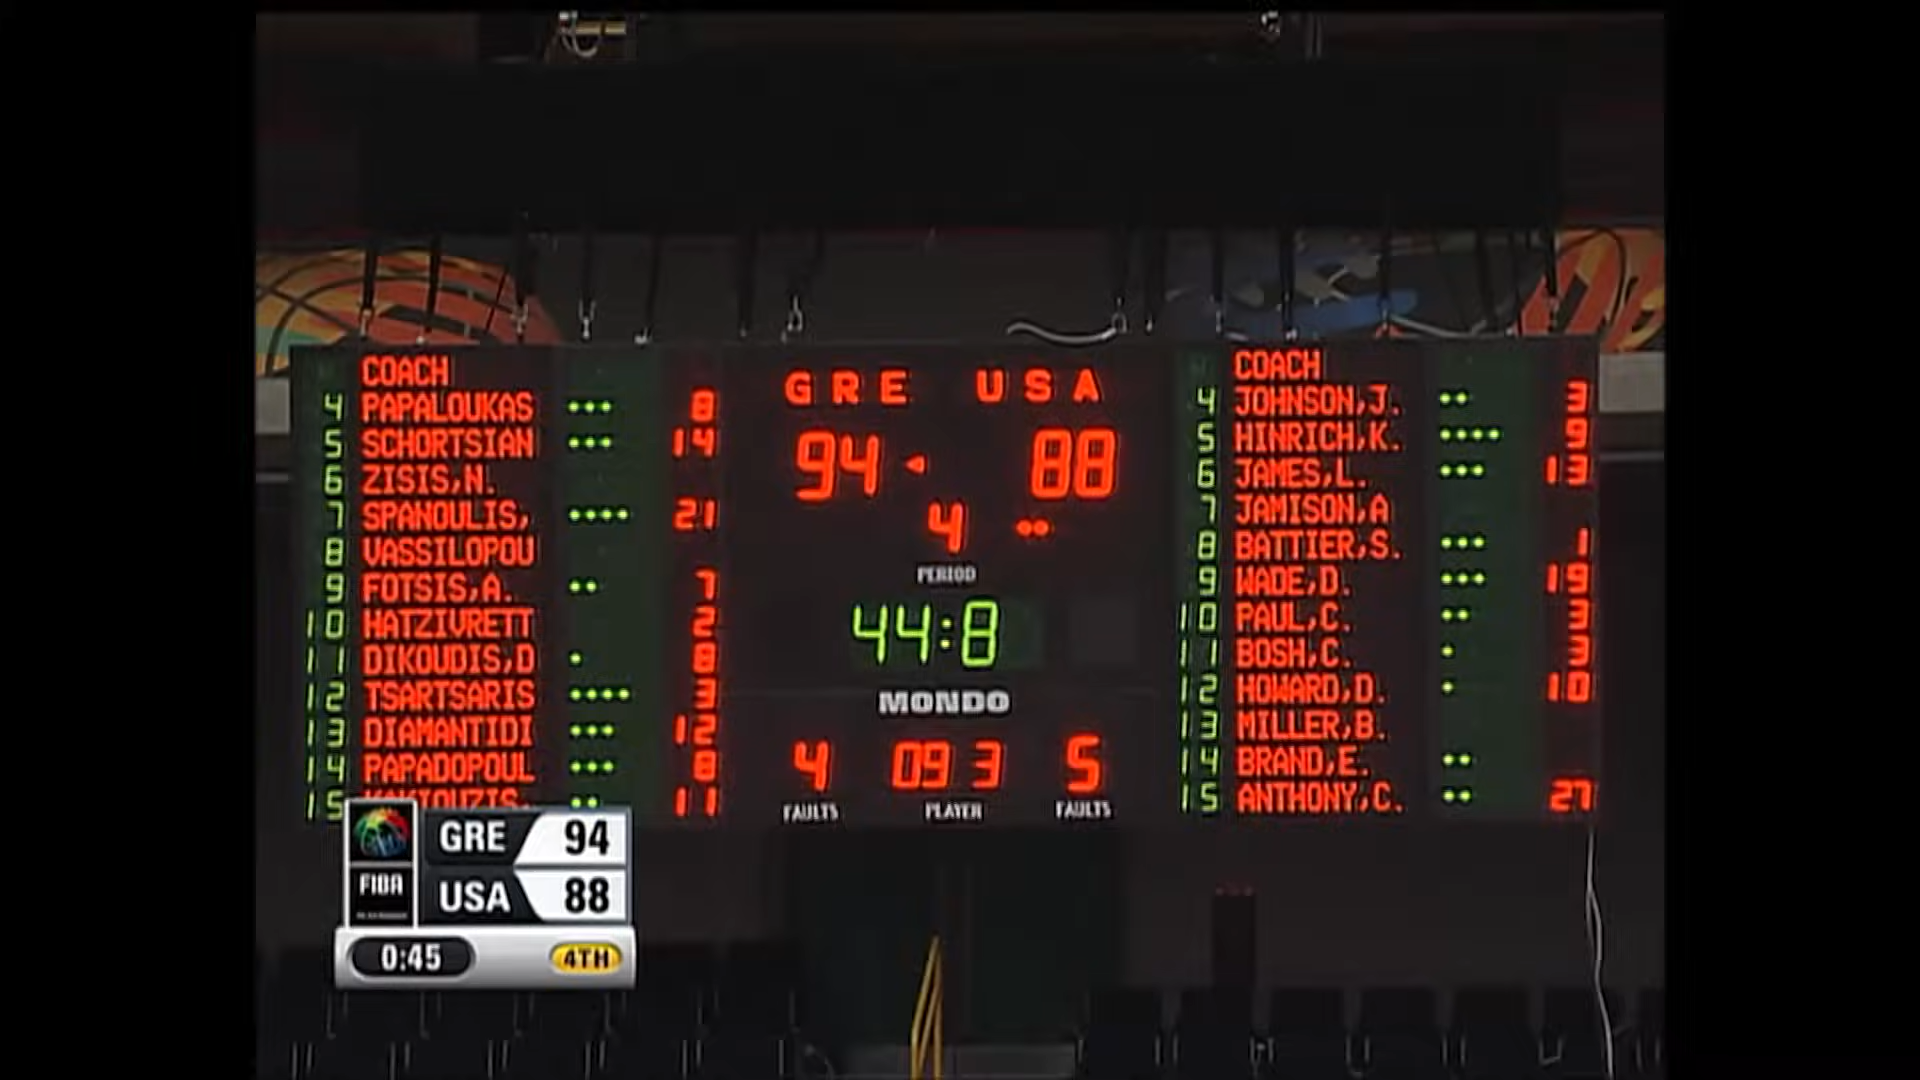 COACH
4 PAPALOUKAS 8
5 SCHORTSIAN 14
6 ZISIS,N.
7 SPANOULIS, 21
8 VASSILOPOU
9 FOTSIS,A. 7
10 HATZIVRETT 2
11 DIKOUDIS,D 8
12 TSARTSARIS 3
13 DIAMANTIDI 12
14 PAPADOPOUL 8
15 11
GRE USA
94 88
4
PERIOD
44:8
MONDO
4 09 3 5
FAULTS PLAYER FAULTS
COACH
4 JOHNSON,J. 3
5 HINRICH,K. 9
6 JAMES,L. 13
7 JAMISON,A
8 BATTIER,S. 1
9 WADE,D. 19
10 PAUL,C. 3
11 BOSH,C. 3
12 HOWARD,D. 10
13 MILLER,B.
14 BRAND,E.
15 ANTHONY,C. 27
FIBA
GRE 94
USA 88
0:45 4TH